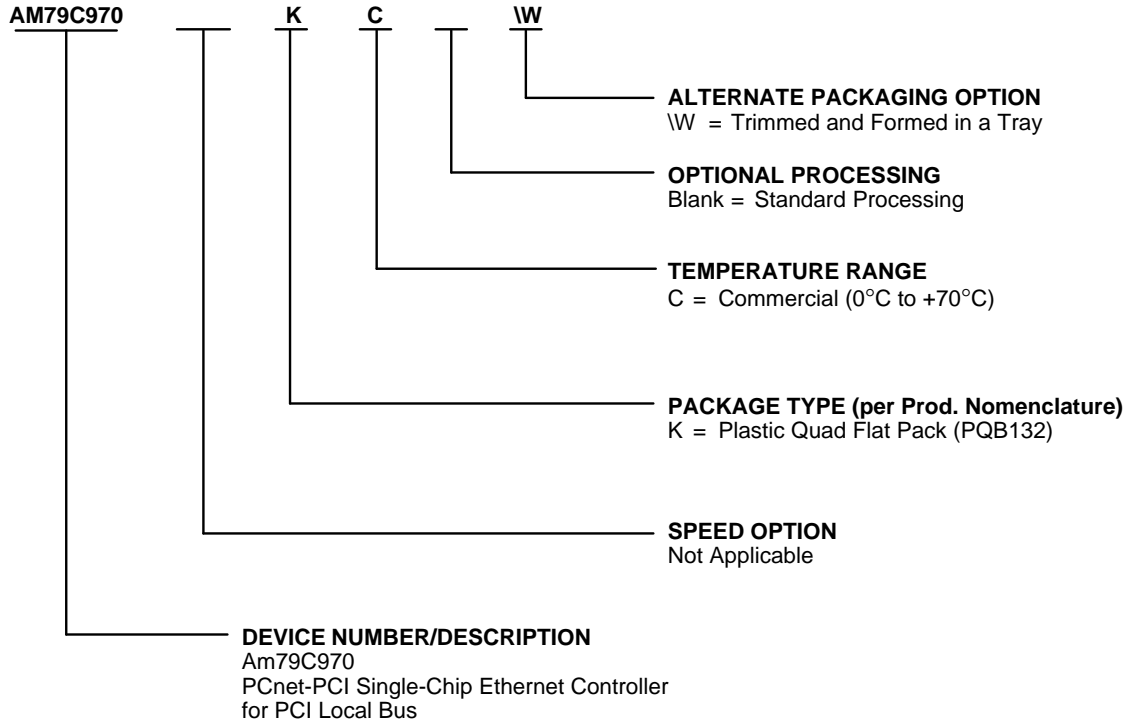 AM79C970 K C \W
ALTERNATE PACKAGING OPTION
\W = Trimmed and Formed in a Tray
OPTIONAL PROCESSING
Blank = Standard Processing
TEMPERATURE RANGE
C = Commercial (0°C to +70°C)
PACKAGE TYPE (per Prod. Nomenclature)
K = Plastic Quad Flat Pack (PQB132)
SPEED OPTION
Not Applicable
DEVICE NUMBER/DESCRIPTION
Am79C970
PCnet-PCI Single-Chip Ethernet Controller
for PCI Local Bus